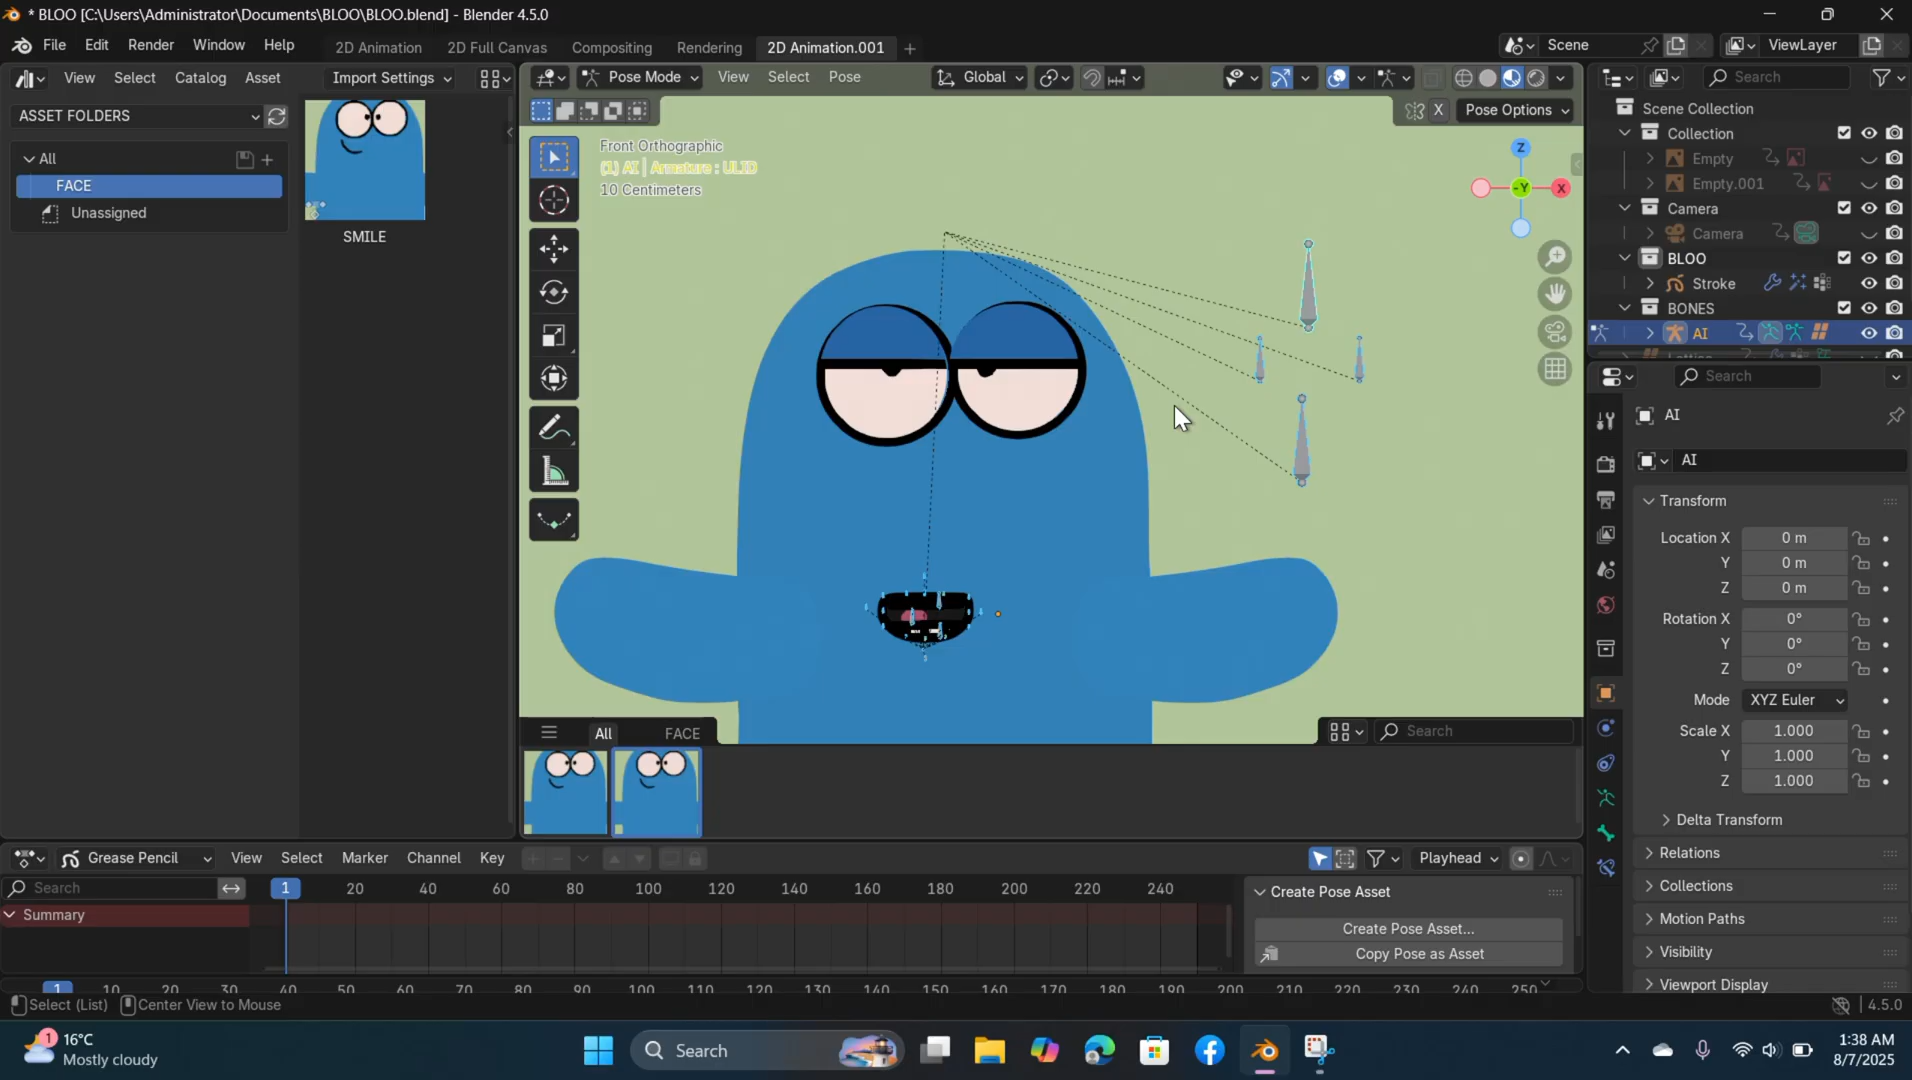 * BLOO [C:\Users\Administrator\Documents\BLOO\BLOO.blend] - Blender 4.5.0
File Edit Render Window Help 2D Animation 2D Full Canvas Compositing Rendering 2D Animation.001 Scene ViewLayer
View Select Catalog Asset Import Settings Pose Mode View Select Pose Global Search
ASSET FOLDERS
X Pose Options
All
FACE
Unassigned
SMILE
Front Orthographic
(1) AI | Armature : ULID
10 Centimeters
Z
-Y
X
Scene Collection
Collection
Empty
Empty.001
Camera
Camera
BLOO
Stroke
BONES
AI
Search
AI
AI
Transform
Location X 0 m
Y 0 m
Z 0 m
Rotation X 0°
Y 0°
Z 0°
Mode XYZ Euler
Scale X 1.000
Y 1.000
Z 1.000
Delta Transform
Relations
Collections
Motion Paths
Visibility
Viewport Display
All FACE Search
Grease Pencil View Select Marker Channel Key Playhead
Search 1 20 40 60 80 100 120 140 160 180 200 220 240
Summary
Create Pose Asset
Create Pose Asset...
Copy Pose as Asset
1 10 20 30 40 50 60 70 80 90 100 110 120 130 140 150 160 170 180 190 200 210 220 230 240 250
Select (List) Center View to Mouse 4.5.0
1 16°C
Mostly cloudy
Search
1:38 AM
8/7/2025